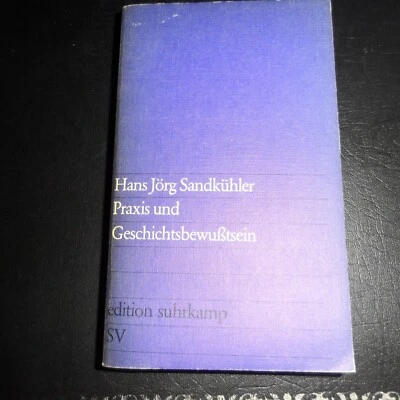 Hans Jörg Sandkühler
Praxis und
Geschichtsbewußtsein
edition suhrkamp
SV